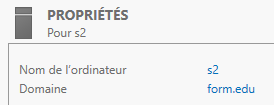 PROPRIÉTÉS
Pour s2
Nom de l'ordinateur s2
Domaine form.edu